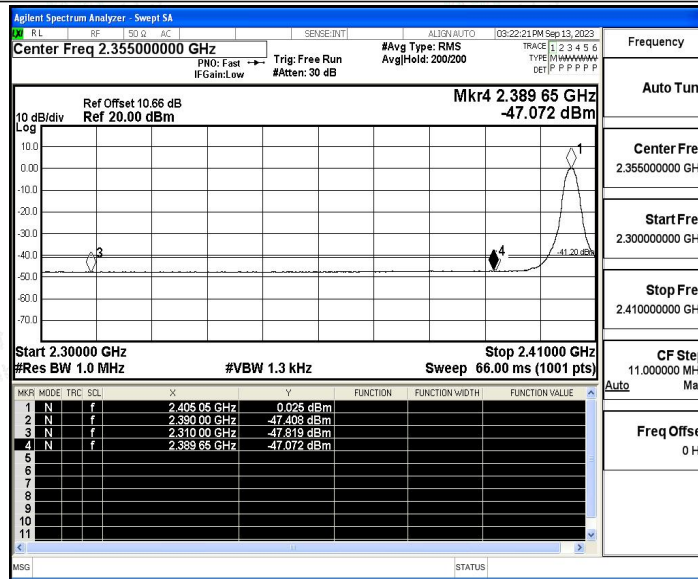 Agilent Spectrum Analyzer - Swept SA
RL RF 50 Ω AC SENSE:INT ALIGN AUTO 03:22:21 PM Sep 13, 2023
Center Freq 2.355000000 GHz
PNO: Fast
IFGain:Low
Trig: Free Run
#Atten: 30 dB
#Avg Type: RMS
Avg|Hold: 200/200
TRACE 1 2 3 4 5 6
TYPE M
DET P P P P P P
Ref Offset 10.66 dB
Ref 20.00 dBm
10 dB/div
Log
Mkr4 2.389 65 GHz
-47.072 dBm
10.0
0.00
-10.0
-20.0
-30.0
-40.0
-50.0
-60.0
-70.0
1
3
4
-41.20 dBm
Start 2.30000 GHz
Stop 2.41000 GHz
#Res BW 1.0 MHz
#VBW 1.3 kHz
Sweep 66.00 ms (1001 pts)
MKR MODE TRC SCL X Y FUNCTION FUNCTION WIDTH FUNCTION VALUE
1 N f 2.405 05 GHz 0.025 dBm
2 N f 2.390 00 GHz -47.408 dBm
3 N f 2.310 00 GHz -47.819 dBm
4 N f 2.389 65 GHz -47.072 dBm
5
6
7
8
9
10
11
MSG
STATUS
Frequency
Auto Tun
Center Fre
2.355000000 GH
Start Fre
2.300000000 GH
Stop Fre
2.410000000 GH
CF Ste
11.000000 MH
Auto Ma
Freq Offse
0 H